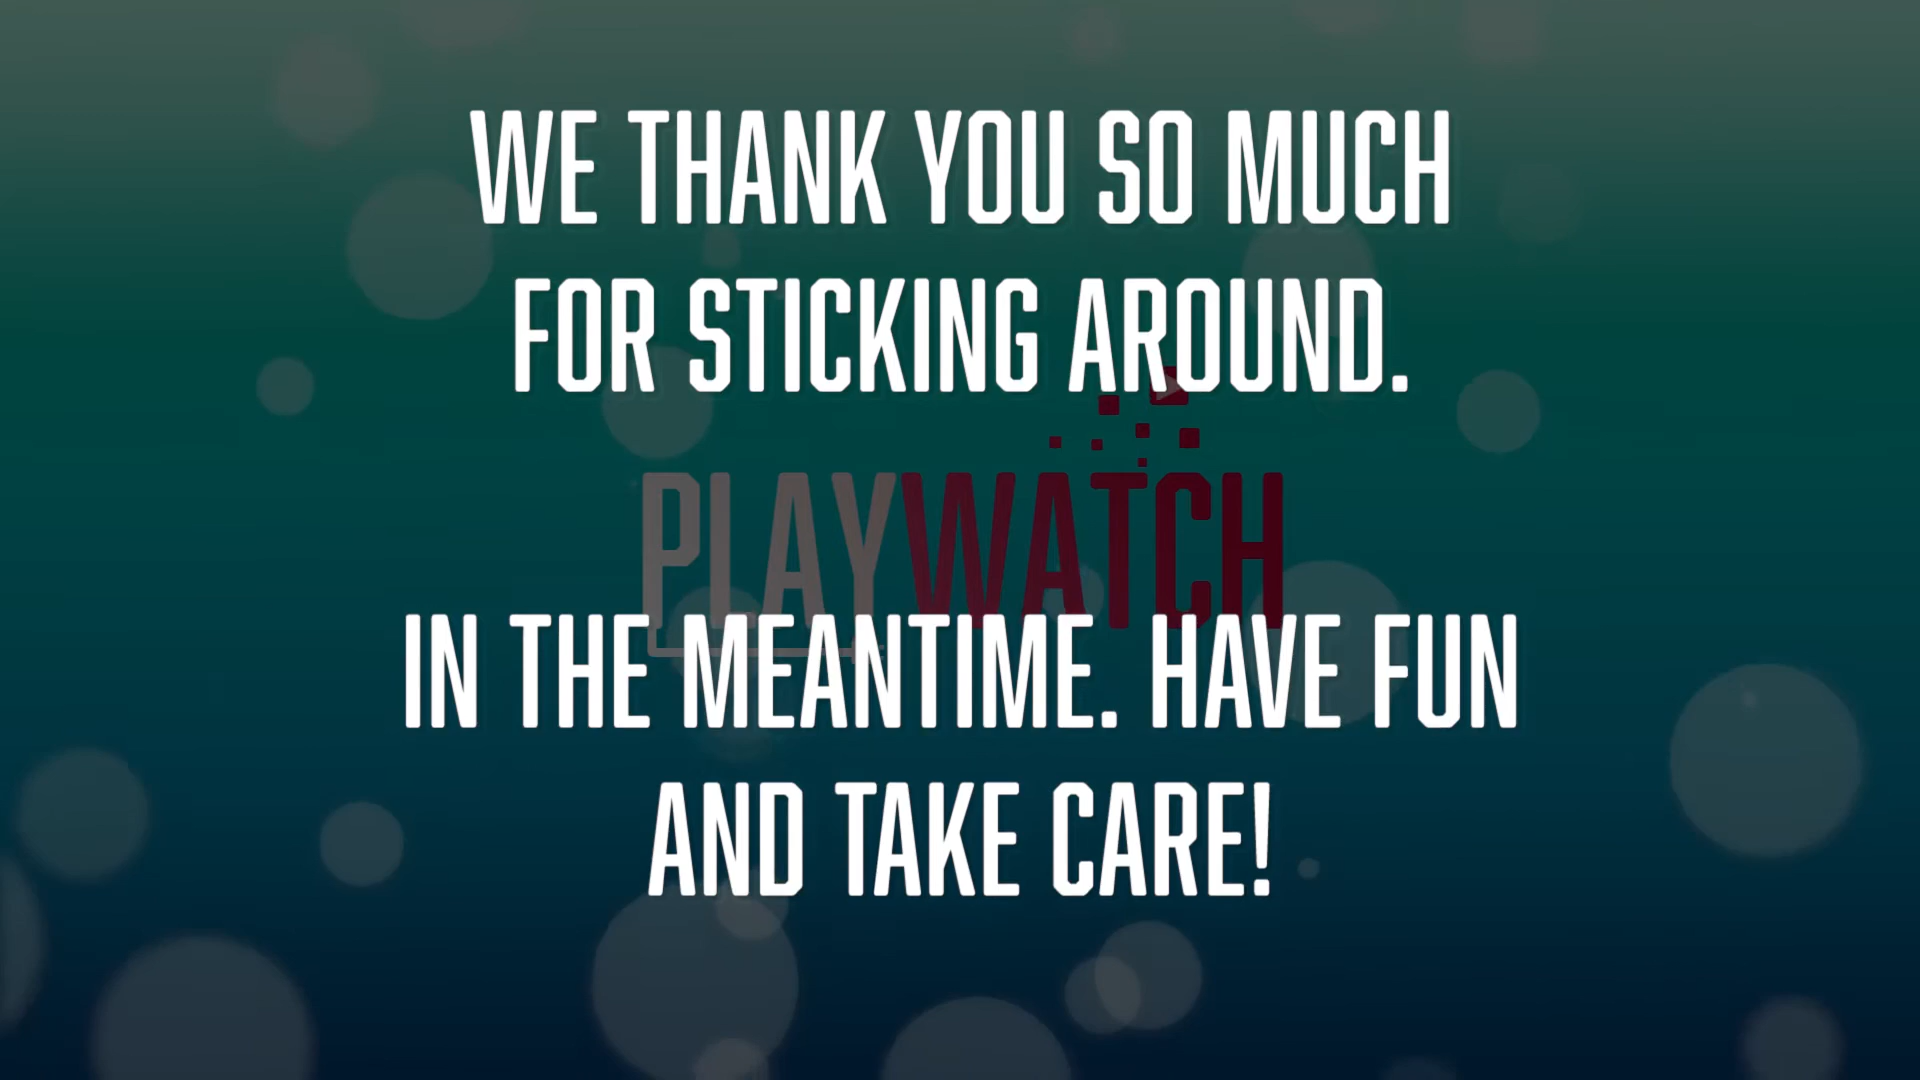 WE THANK YOU SO MUCH
FOR STICKING AROUND.
PLAYWATCH
IN THE MEANTIME. HAVE FUN
AND TAKE CARE!